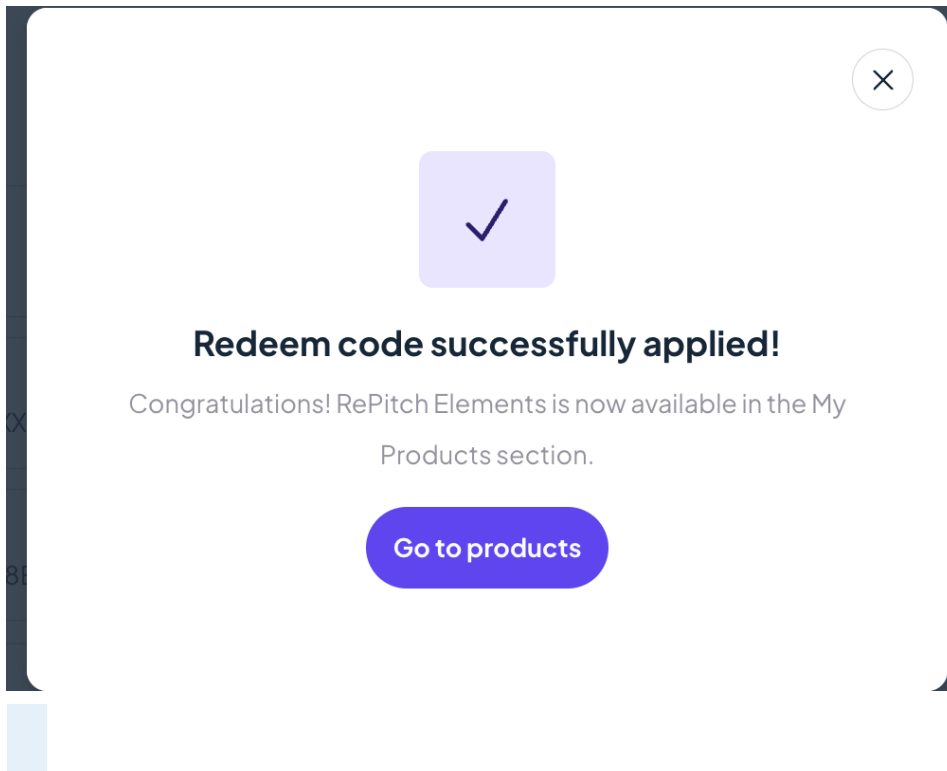 Redeem code successfully applied!
Congratulations! RePitch Elements is now available in the My
Products section.
Go to products